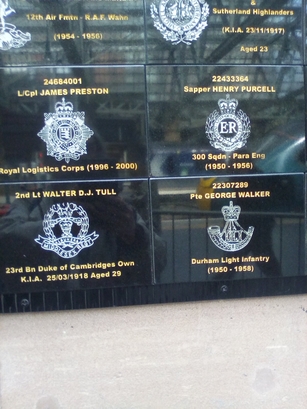 12th Air Fmtn - R.A.F. Wahn
(1954 - 1956)
&
Sutherland Highlanders
(K.I.A. 23/11/1917)
Aged 23
24684001
L/Cpl JAMES PRESTON
Royal Logistics Corps (1996 - 2000)
22433364
Sapper HENRY PURCELL
EIIR
300 Sqdn - Para Eng
(1950 - 1956)
2nd Lt WALTER D.J. TULL
23rd Bn Duke of Cambridges Own
K.I.A. 25/03/1918 Aged 29
22307289
Pte GEORGE WALKER
Durham Light Infantry
(1950 - 1958)